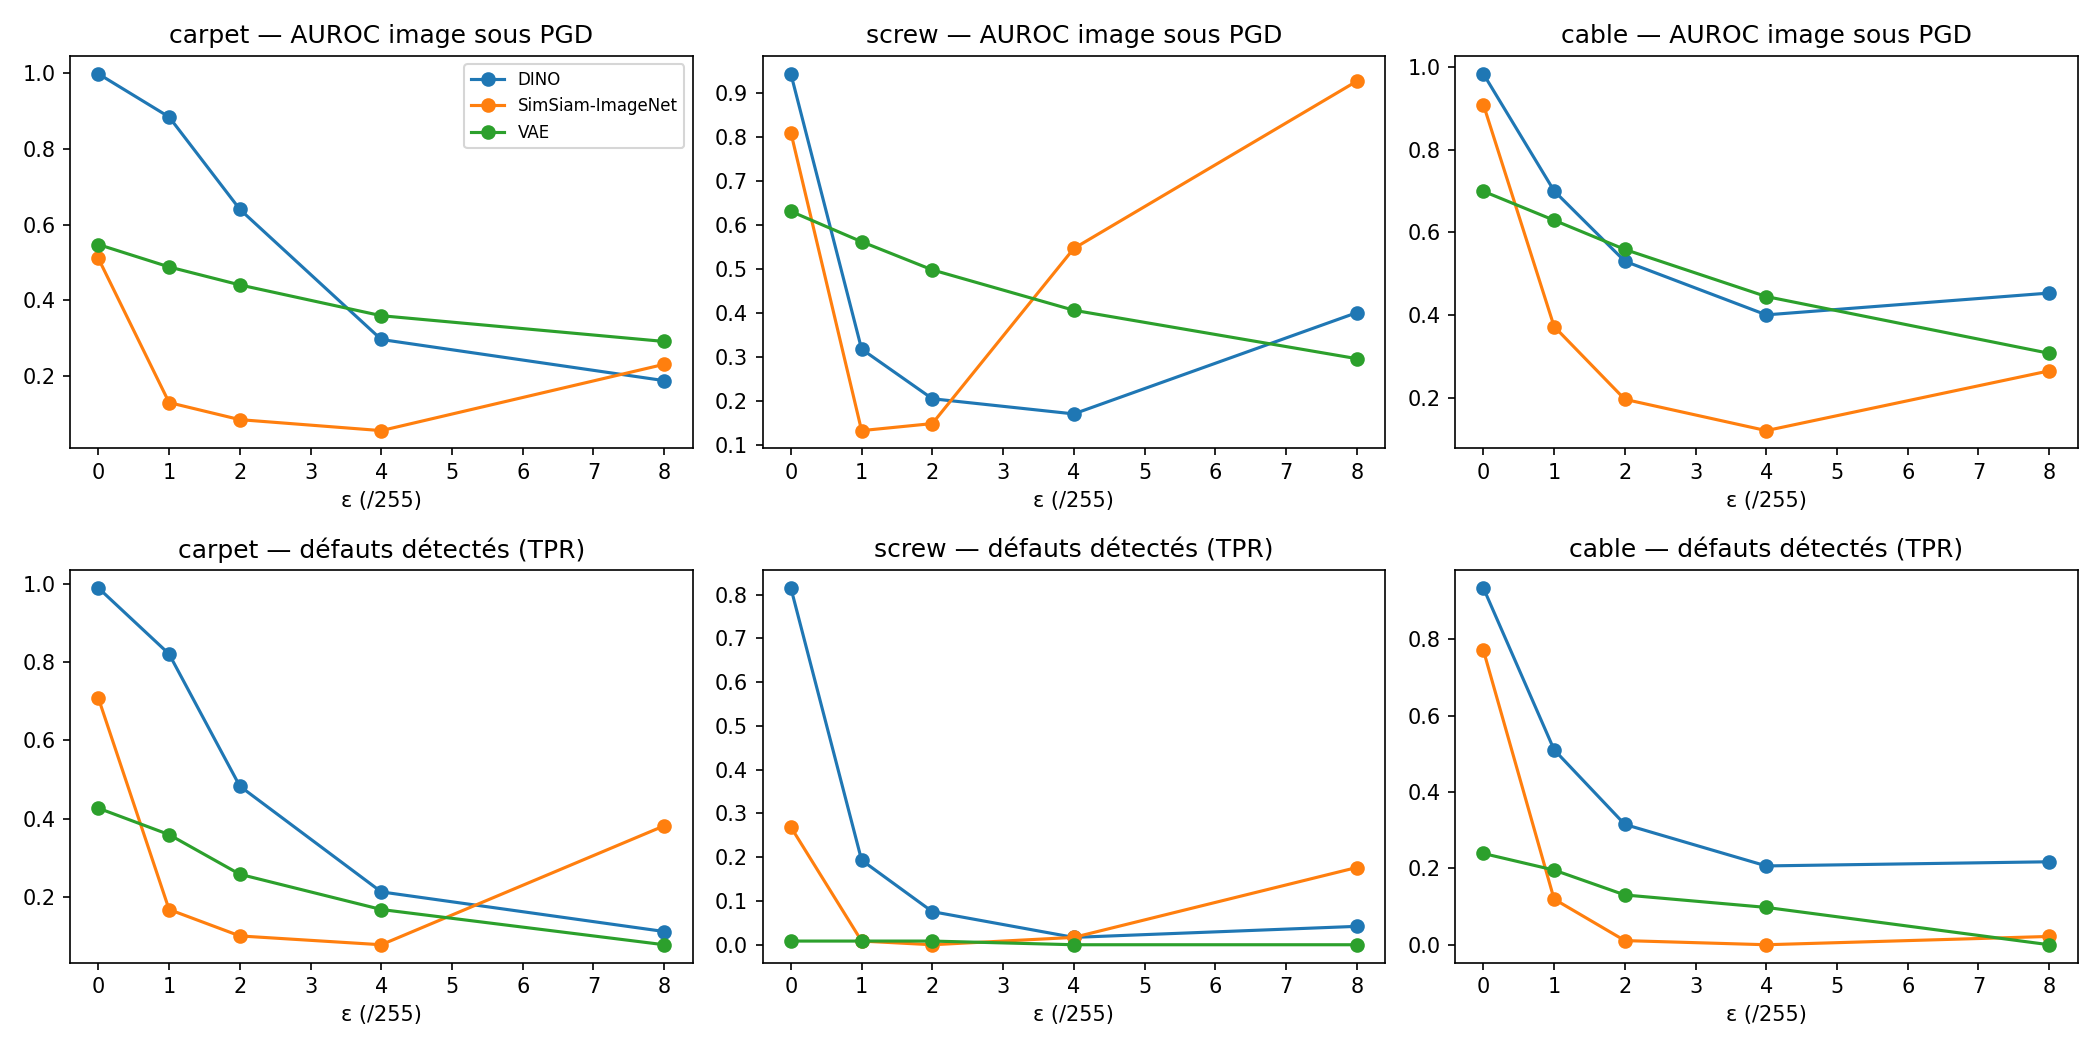 carpet — AUROC image sous PGD
1.0
0.8
0.6
0.4
0.2
DINO
SimSiam-ImageNet
VAE
0 1 2 3 4 5 6 7 8
ε (/255)
screw — AUROC image sous PGD
0.9
0.8
0.7
0.6
0.5
0.4
0.3
0.2
0.1
0 1 2 3 4 5 6 7 8
ε (/255)
cable — AUROC image sous PGD
1.0
0.8
0.6
0.4
0.2
0 1 2 3 4 5 6 7 8
ε (/255)
carpet — défauts détectés (TPR)
1.0
0.8
0.6
0.4
0.2
0 1 2 3 4 5 6 7 8
ε (/255)
screw — défauts détectés (TPR)
0.8
0.7
0.6
0.5
0.4
0.3
0.2
0.1
0.0
0 1 2 3 4 5 6 7 8
ε (/255)
cable — défauts détectés (TPR)
0.8
0.6
0.4
0.2
0.0
0 1 2 3 4 5 6 7 8
ε (/255)